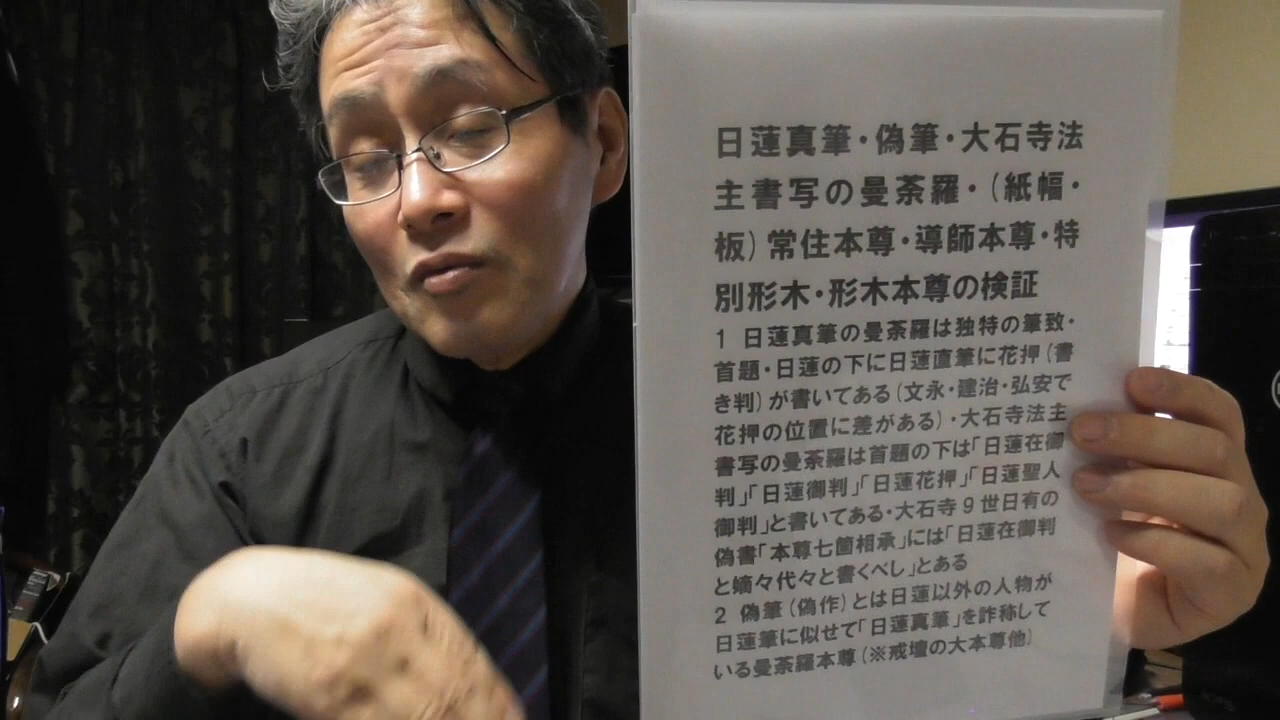 日蓮真筆・偽筆・大石寺法
主書写の曼荼羅・(紙幅・
板)常住本尊・導師本尊・特
別形木・形木本尊の検証
1 日蓮真筆の曼荼羅は独特の筆致・
首題・日蓮の下に日蓮直筆に花押(書
き判)が書いてある(文永・建治・弘安で
花押の位置に差がある)・大石寺法主
書写の曼荼羅は首題の下は「日蓮在御
判」「日蓮御判」「日蓮花押」「日蓮聖人
御判」と書いてある・大石寺9世日有の
偽書「本尊七箇相承」には「日蓮在御判
と嫡々代々と書くべし」とある
2 偽筆(偽作)とは日蓮以外の人物が
日蓮筆に似せて「日蓮真筆」を詐称して
いる曼荼羅本尊(※戒壇の大本尊他)